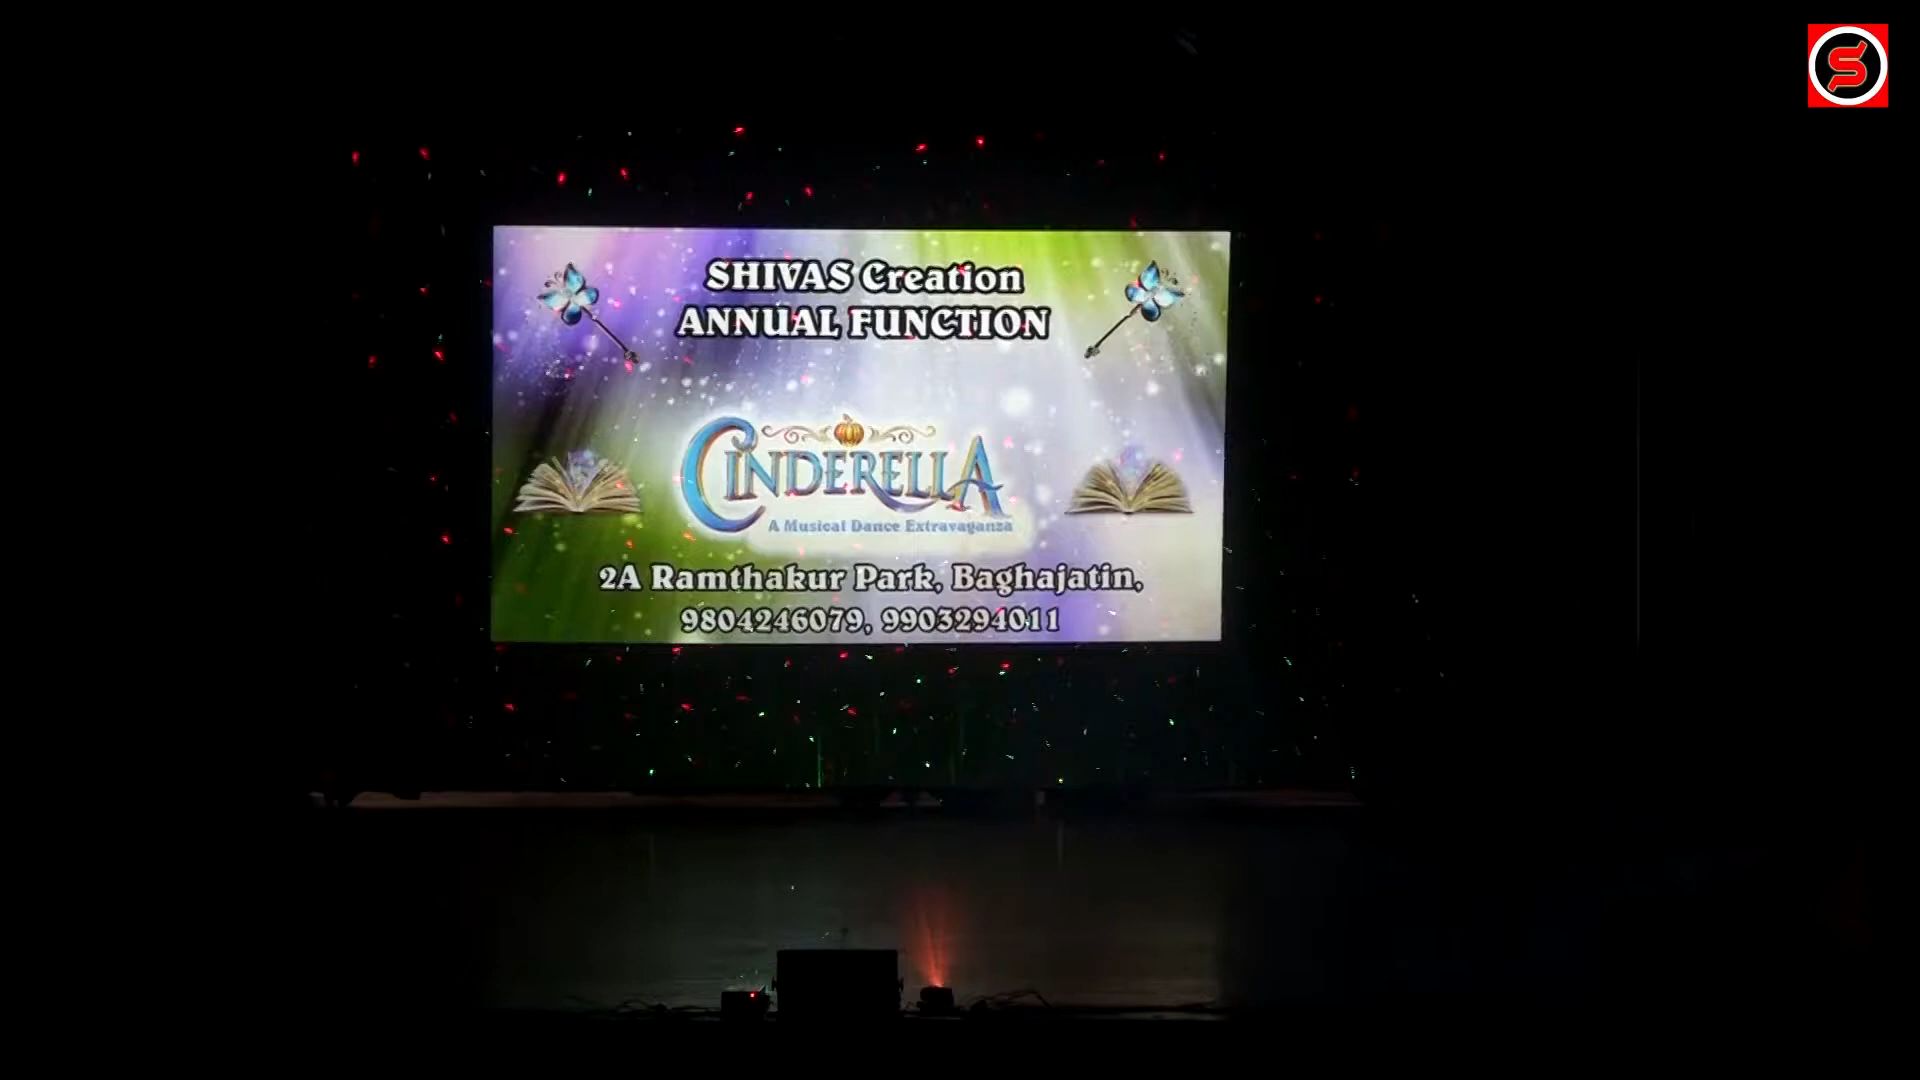 SHIVAS Creation
ANNUAL FUNCTION
CINDERELLA
A Musical Dance Extravaganza
2A Ramthakur Park, Baghajatin,
9804246079, 9903294011
S